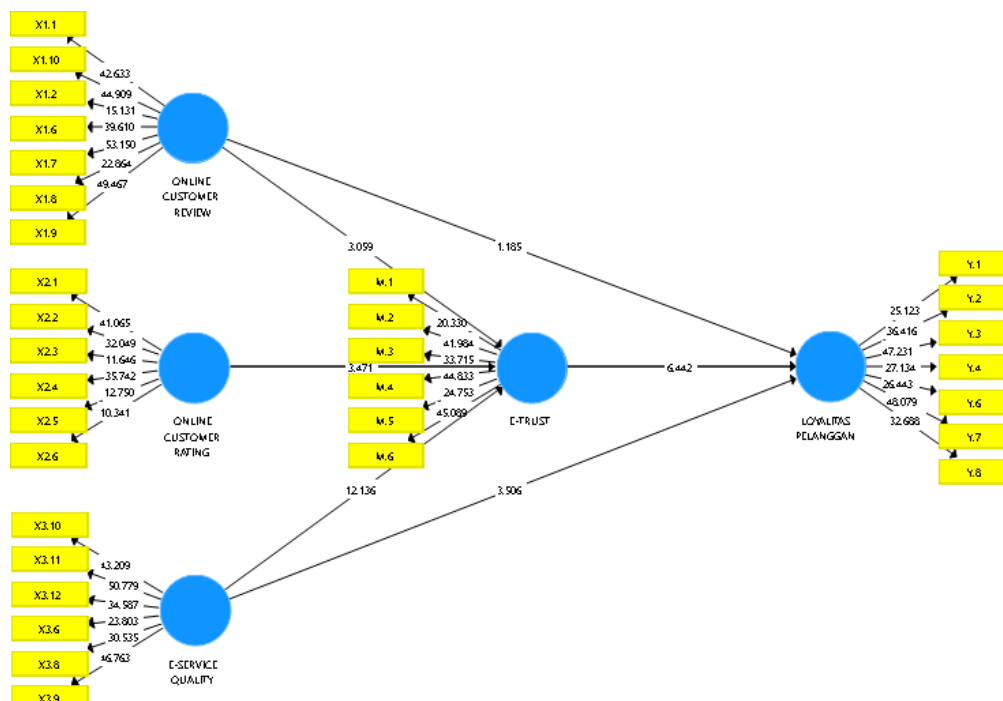 X1.1
X1.10
X1.2
X1.6
X1.7
X1.8
X1.9
42.633
44.909
15.131
39.610
53.150
22.864
49.467
ONLINE
CUSTOMER
REVIEW
3.059
1.185
X2.1
X2.2
X2.3
X2.4
X2.5
X2.6
41.065
32.049
11.646
35.742
12.750
10.341
ONLINE
CUSTOMER
RATING
3.471
M.1
M.2
M.3
M.4
M.5
M.6
20.330
41.984
33.715
44.833
24.753
45.089
E-TRUST
6.442
LOYALITAS
PELANGGAN
25.123
36.416
47.231
27.134
26.443
48.079
32.688
Y.1
Y.2
Y.3
Y.4
Y.6
Y.7
Y.8
12.136
3.506
X3.10
X3.11
X3.12
X3.6
X3.8
X3.9
43.209
50.779
34.587
23.803
30.535
46.763
E-SERVICE
QUALITY